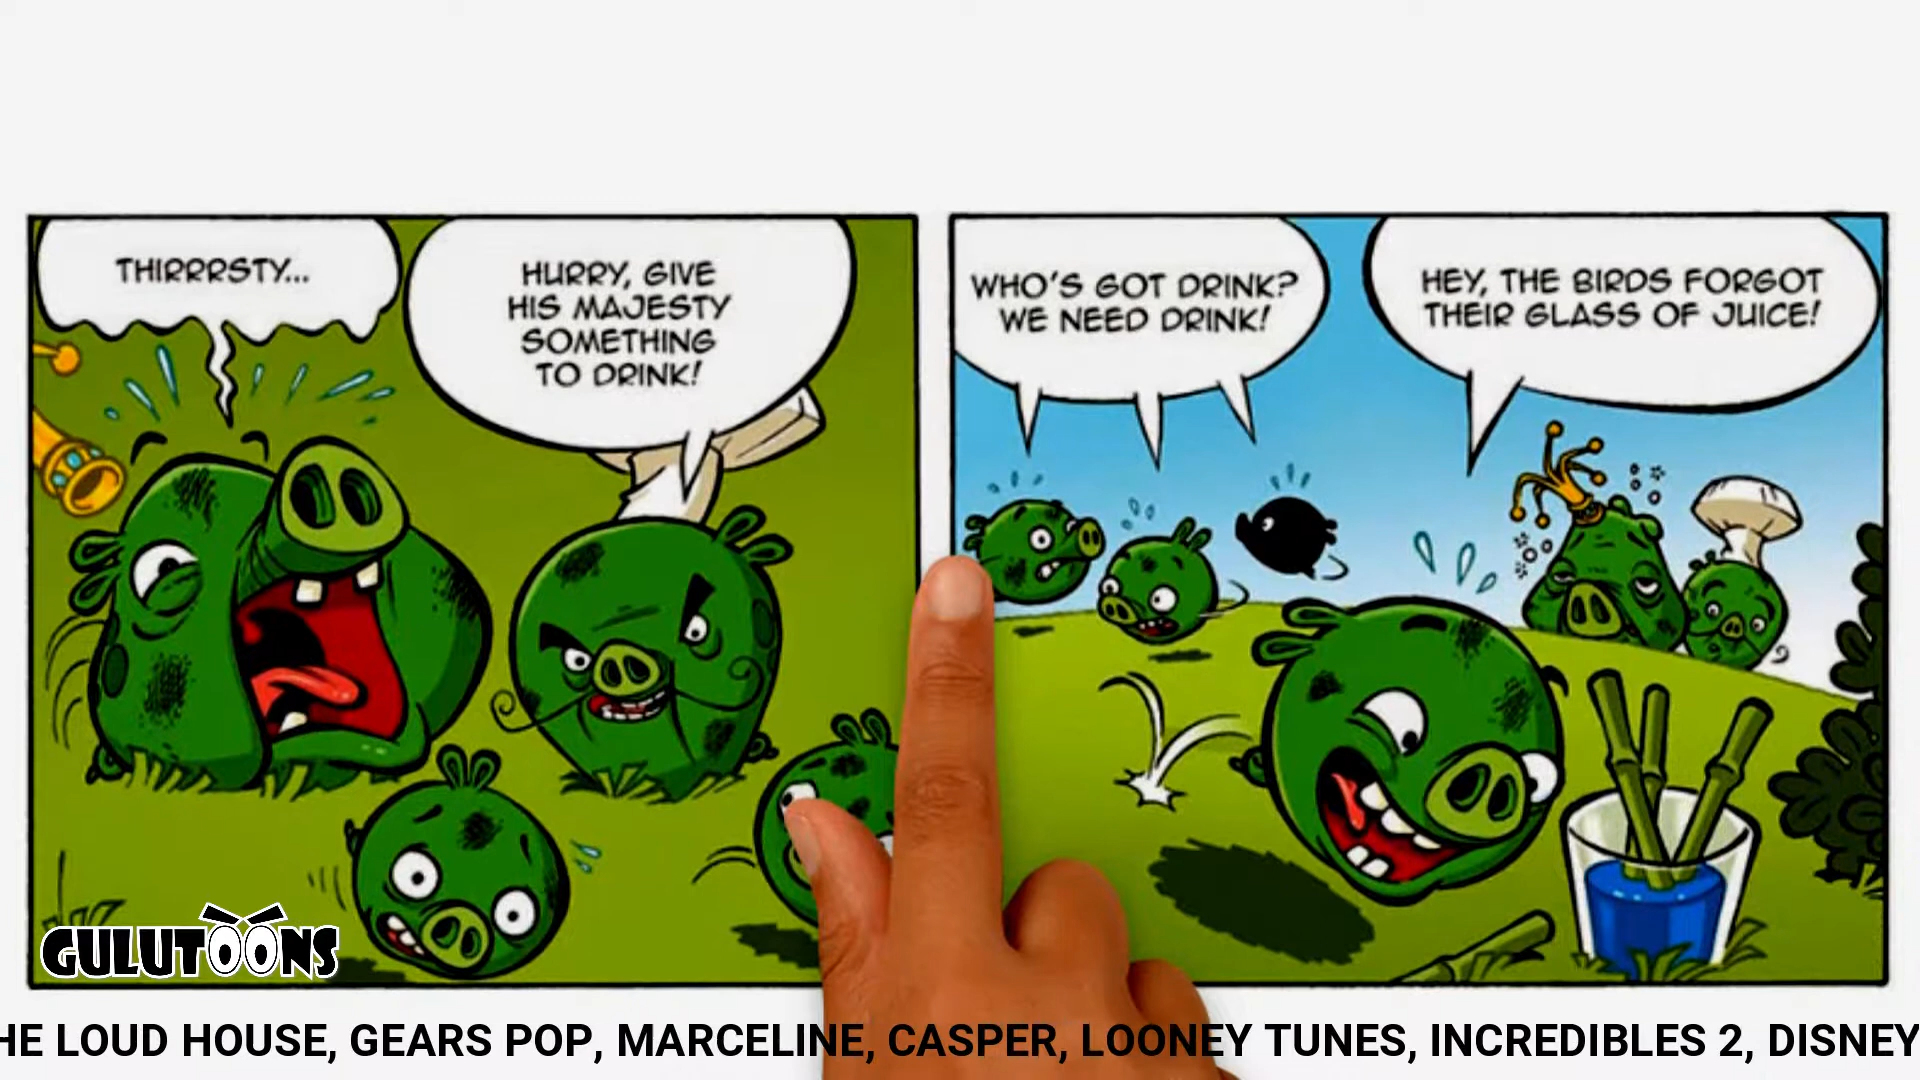 THIRRRSTY...
HURRY, GIVE
HIS MAJESTY
SOMETHING
TO DRINK!
WHO'S GOT DRINK?
WE NEED DRINK!
HEY, THE BIRDS FORGOT
THEIR GLASS OF JUICE!
GULUTOONS
HE LOUD HOUSE, GEARS POP, MARCELINE, CASPER, LOONEY TUNES, INCREDIBLES 2, DISNEY